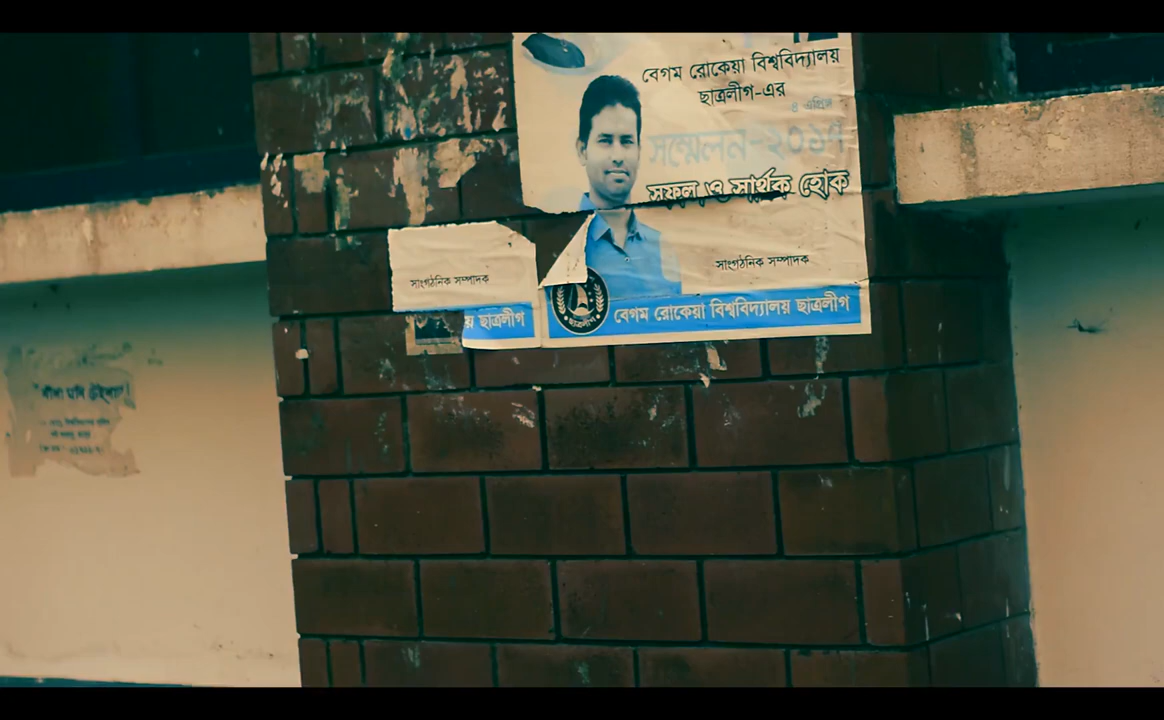 বেগম রোকেয়া বিশ্ববিদ্যালয়
ছাত্রলীগ-এর
৪ এপ্রিল
সম্মেলন-২০১৭
সফল ও সার্থক হোক
সাংগঠনিক সম্পাদক
বেগম রোকেয়া বিশ্ববিদ্যালয় ছাত্রলীগ
ছাত্রলীগ
সাংগঠনিক সম্পাদক
য় ছাত্রলীগ